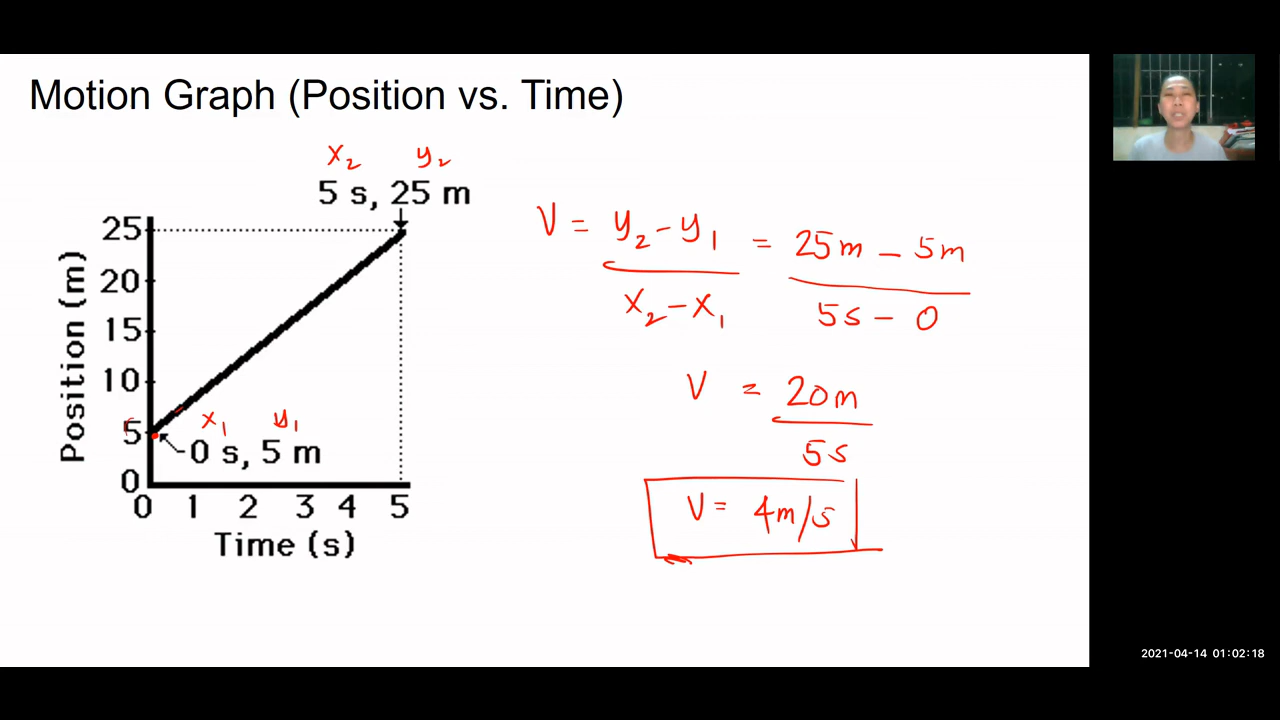 Motion Graph (Position vs. Time)
x₂ y₂
5 s, 25 m
25
20
15
10
5
0
Position (m)
x₁ y₁
0 s, 5 m
0 1 2 3 4 5
Time (s)
V = y₂ - y₁ = 25m - 5m
x₂ - x₁ 5s - 0
V = 20m
5s
V = 4m/s
2021-04-14 01:02:18